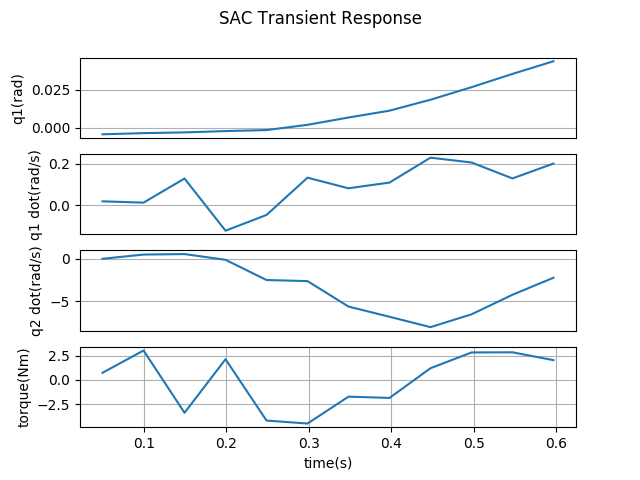 SAC Transient Response
q1(rad)
0.025
0.000
q1 dot(rad/s)
0.2
0.0
q2 dot(rad/s)
0
−5
torque(Nm)
2.5
0.0
−2.5
0.1 0.2 0.3 0.4 0.5 0.6
time(s)